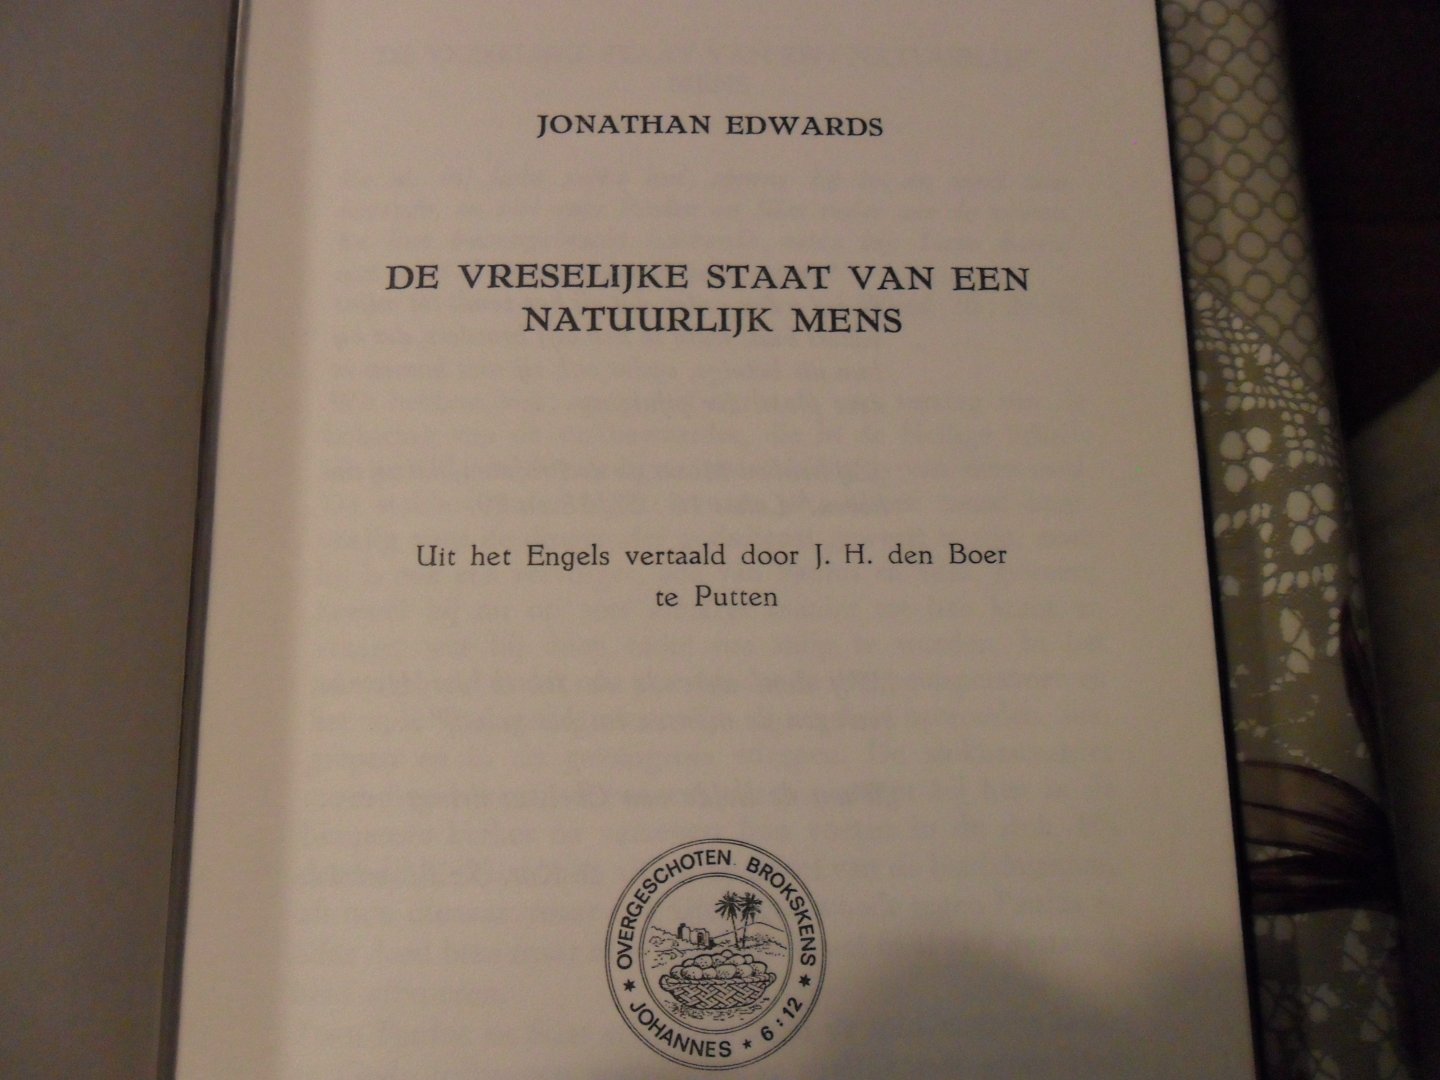 JONATHAN EDWARDS
DE VRESELIJKE STAAT VAN EEN
NATUURLIJK MENS
Uit het Engels vertaald door J. H. den Boer
te Putten
OVERGESCHOTEN BROKSKENS
* JOHANNES * 6:12 *